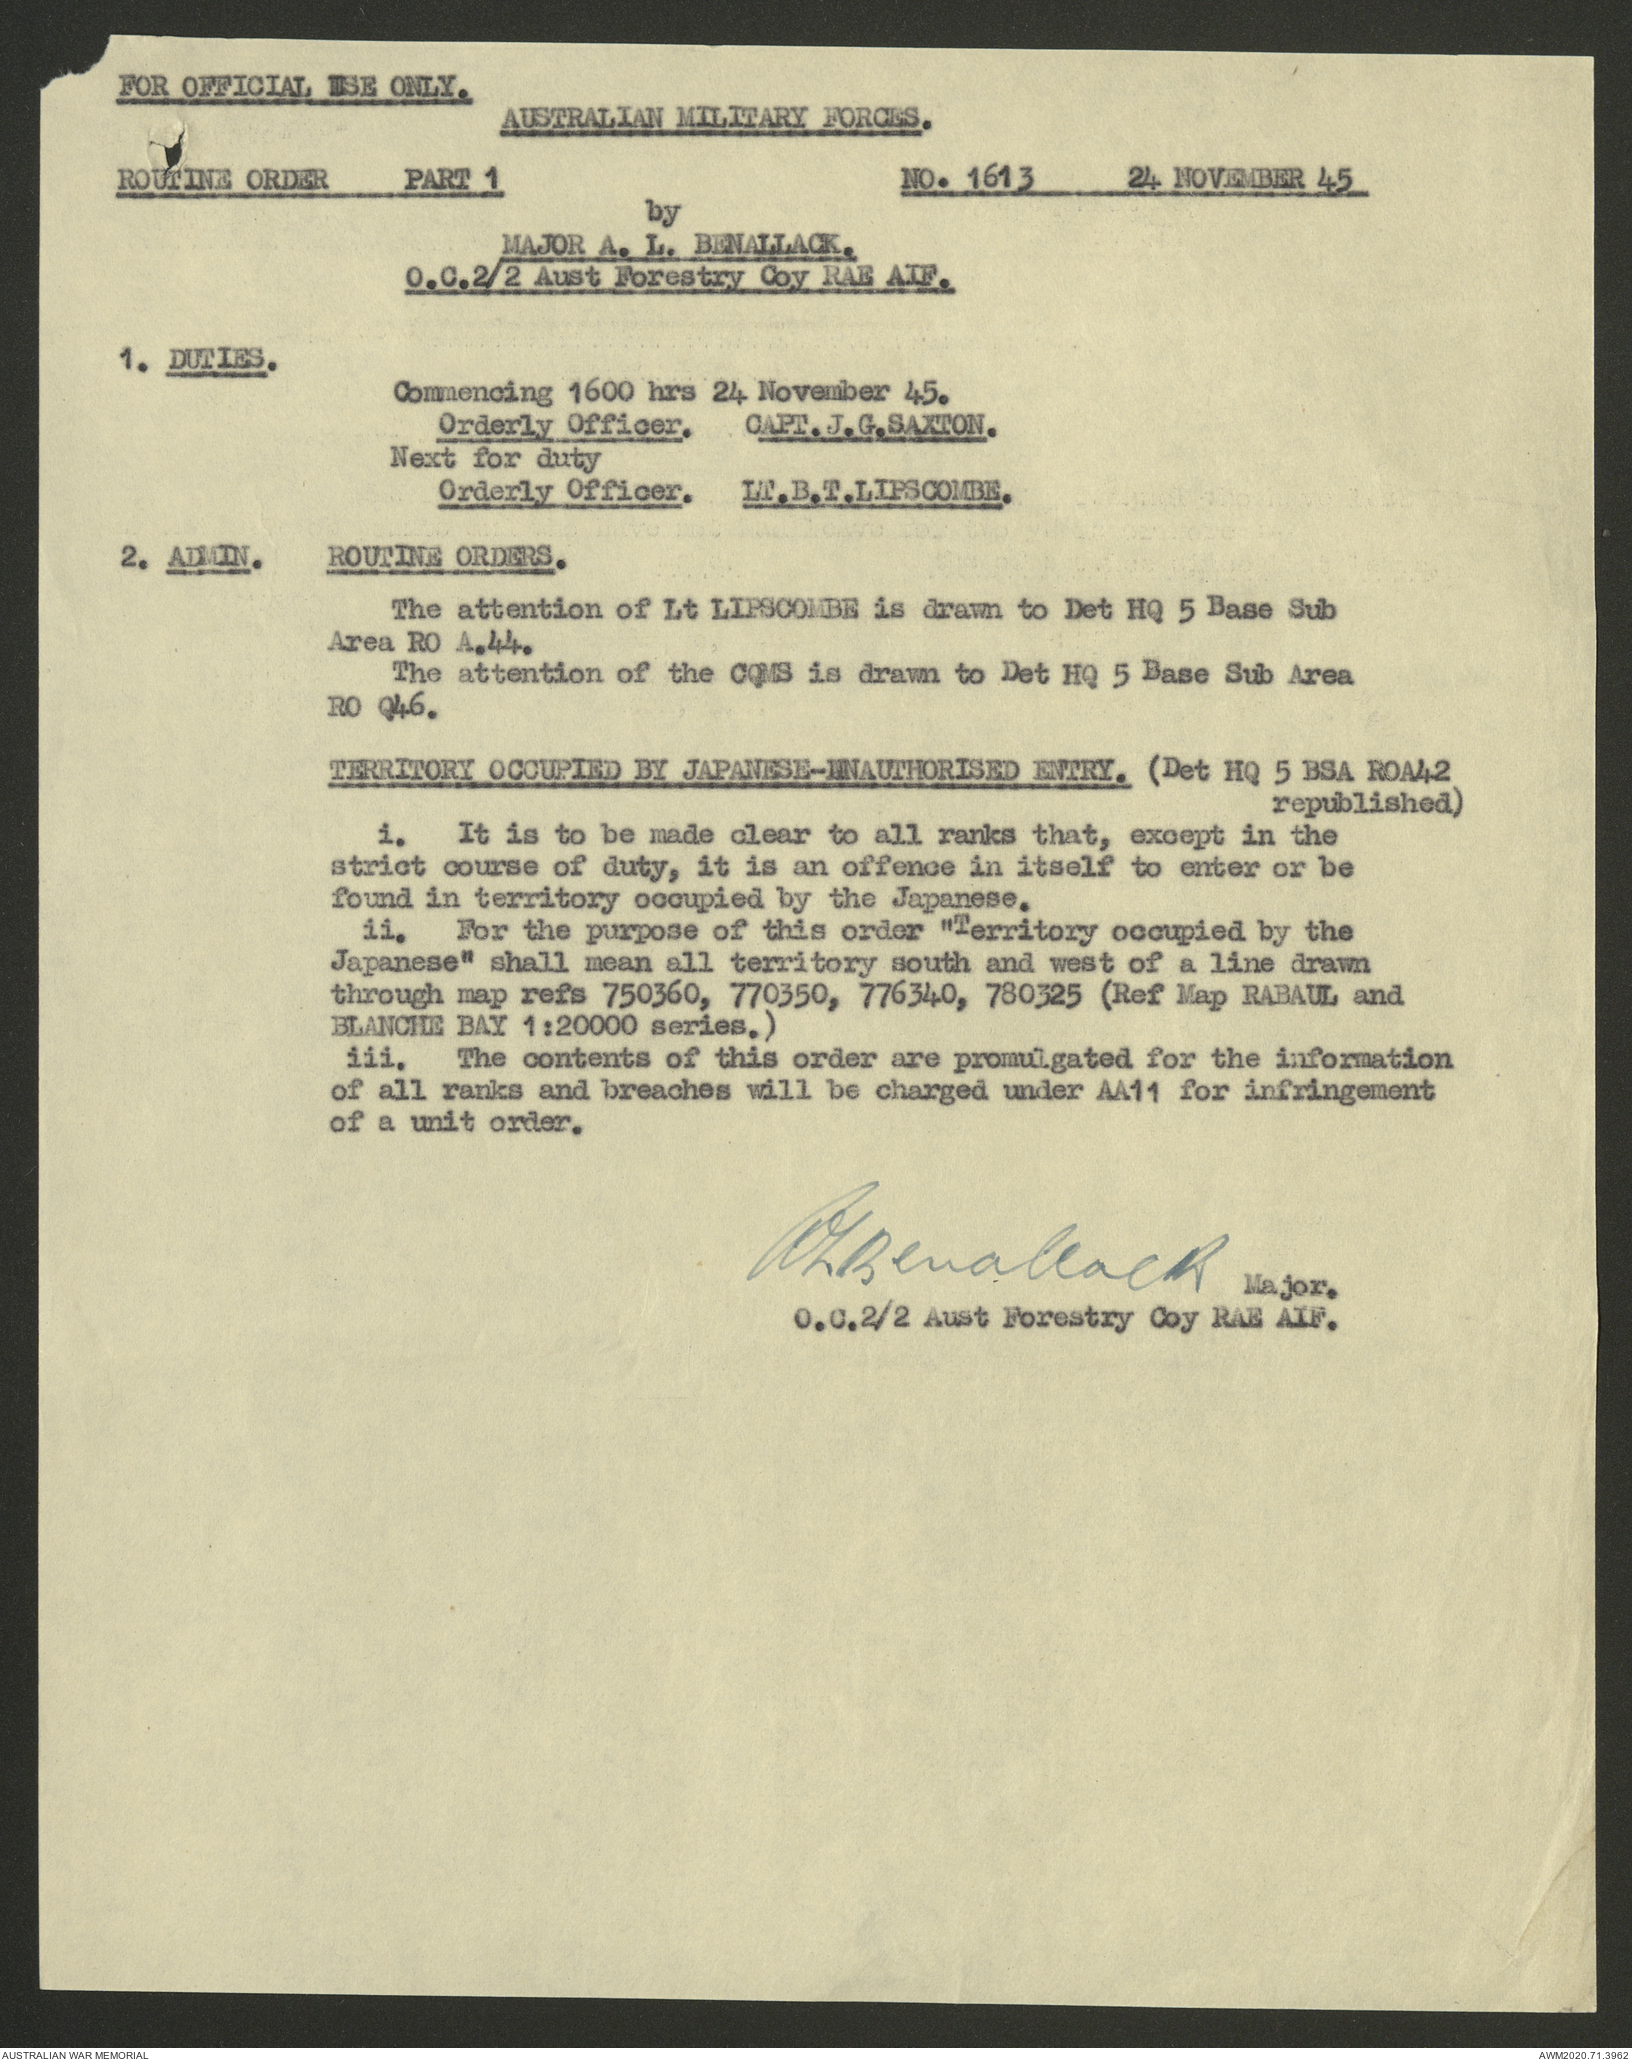 FOR OFFICIAL USE ONLY.
AUSTRALIAN MILITARY FORCES.
ROUTINE ORDER PART 1 NO. 1613 24 NOVEMBER 45
by
MAJOR A. L. BENALLACK.
O.C.2/2 Aust Forestry Coy RAE AIF.
1. DUTIES.
Commencing 1600 hrs 24 November 45.
Orderly Officer. CAPT.J.G.SAXTON.
Next for duty
Orderly Officer. LT.B.T.LIPSCOMBE.
2. ADMIN. ROUTINE ORDERS.
The attention of Lt LIPSCOMBE is drawn to Det HQ 5 Base Sub
Area RO A.44.
The attention of the CQMS is drawn to Det HQ 5 Base Sub Area
RO Q46.
TERRITORY OCCUPIED BY JAPANESE-UNAUTHORISED ENTRY. (Det HQ 5 BSA ROA42
republished)
i. It is to be made clear to all ranks that, except in the
strict course of duty, it is an offence in itself to enter or be
found in territory occupied by the Japanese.
ii. For the purpose of this order "Territory occupied by the
Japanese" shall mean all territory south and west of a line drawn
through map refs 750360, 770350, 776340, 780325 (Ref Map RABAUL and
BLANCHE BAY 1:20000 series.)
iii. The contents of this order are promulgated for the information
of all ranks and breaches will be charged under AA11 for infringement
of a unit order.
ALBenallack Major.
O.C.2/2 Aust Forestry Coy RAE AIF.
AUSTRALIAN WAR MEMORIAL
AWM2020.71.3962